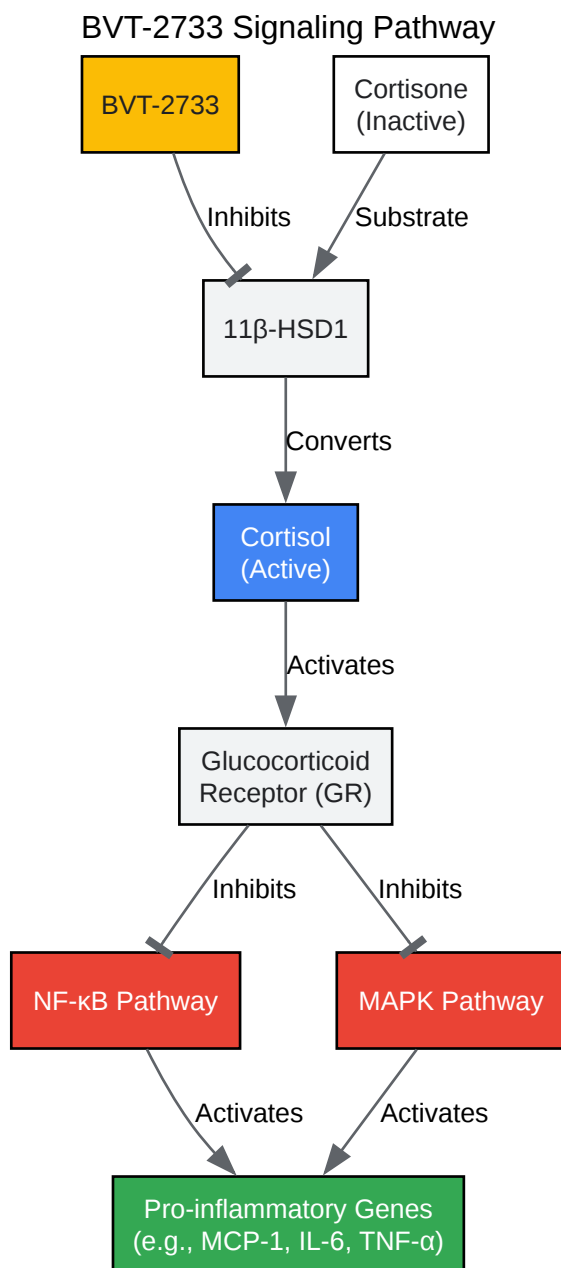 BVT-2733 Signaling Pathway
BVT-2733
Cortisone
(Inactive)
Inhibits
Substrate
11β-HSD1
Converts
Cortisol
(Active)
Activates
Glucocorticoid
Receptor (GR)
Inhibits
Inhibits
NF-κB Pathway
MAPK Pathway
Activates
Activates
Pro-inflammatory Genes
(e.g., MCP-1, IL-6, TNF-α)